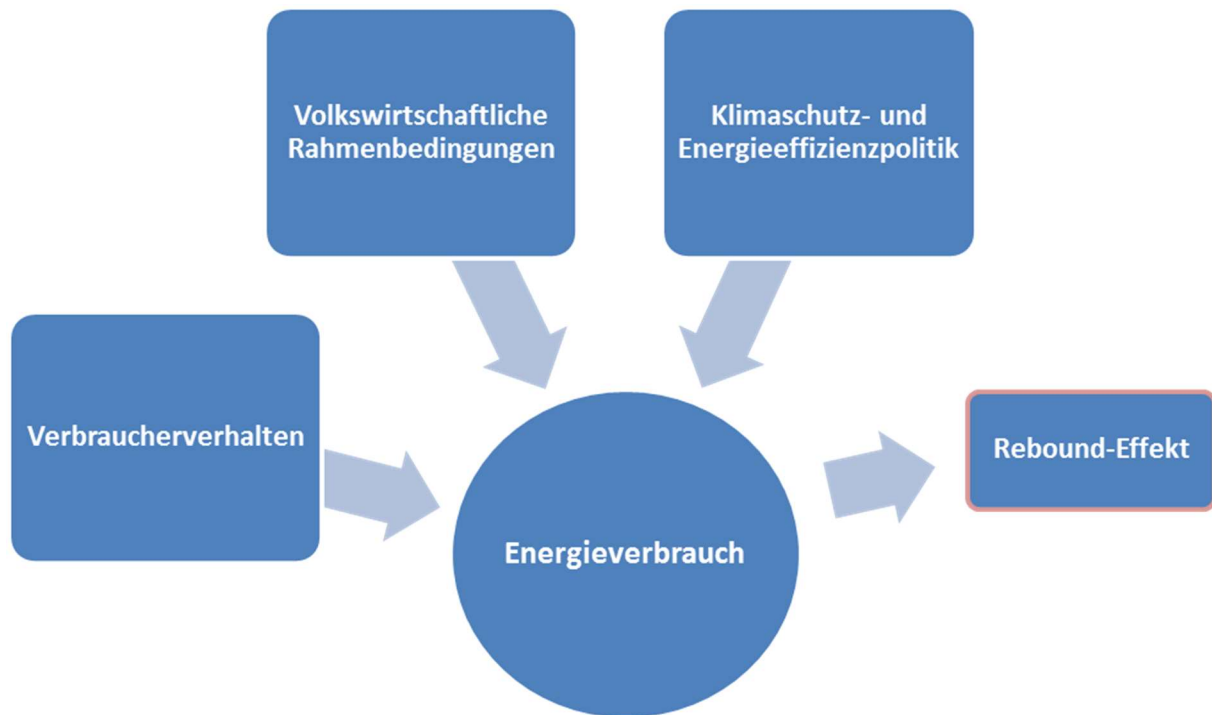 Volkswirtschaftliche
Rahmenbedingungen
Klimaschutz- und
Energieeffizienzpolitik
Verbraucherverhalten
Rebound-Effekt
Energieverbrauch